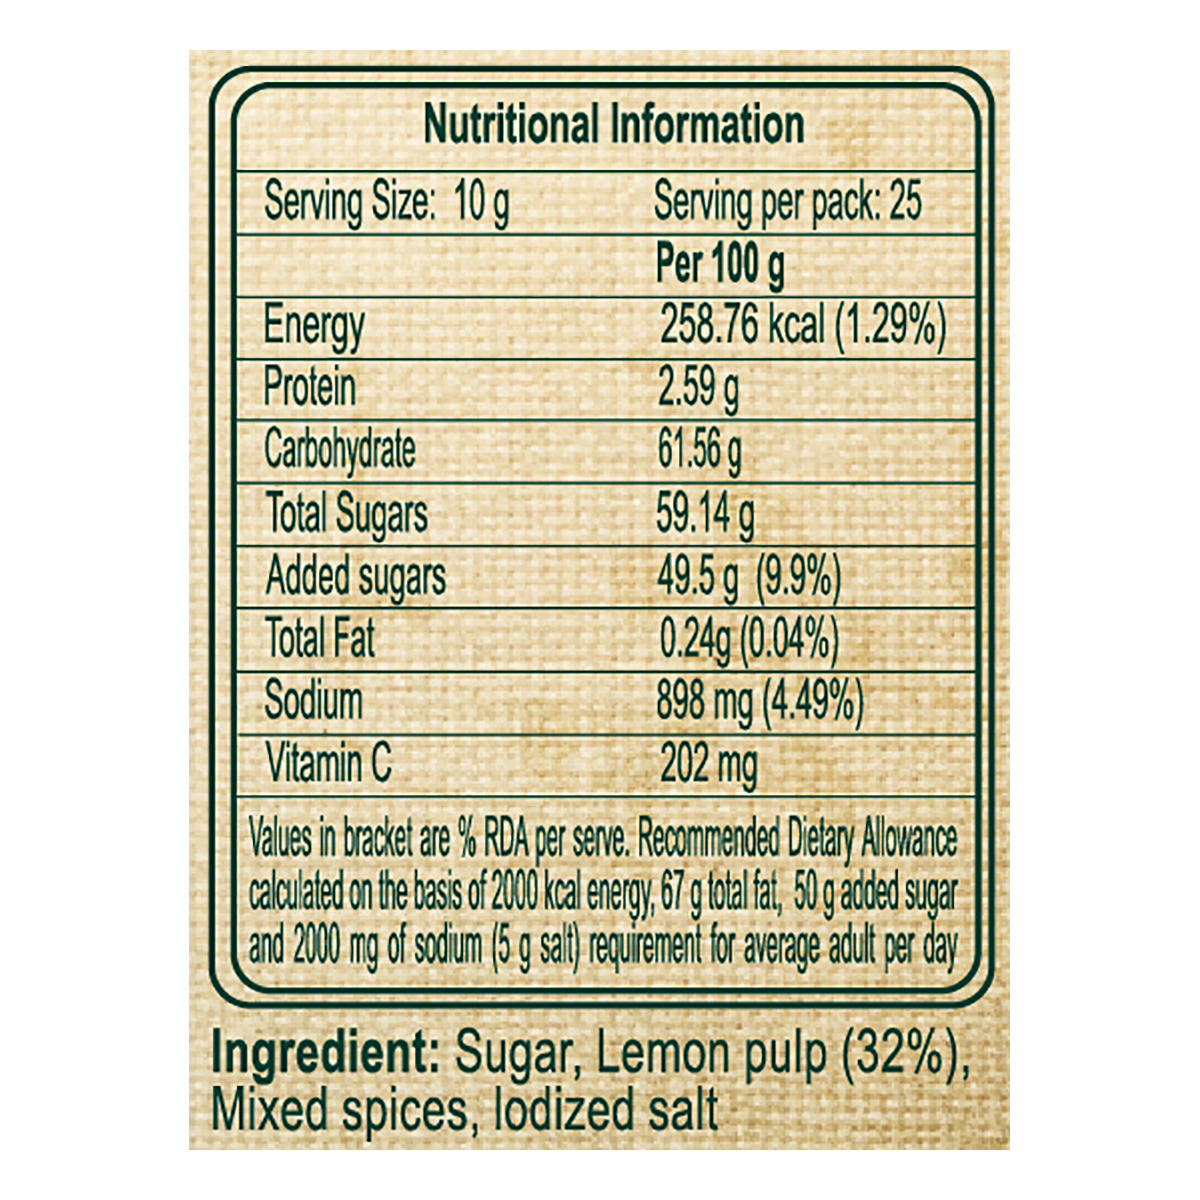 Nutritional Information
Serving Size: 10 g Serving per pack: 25
Per 100 g
Energy 258.76 kcal (1.29%)
Protein 2.59 g
Carbohydrate 61.56 g
Total Sugars 59.14 g
Added sugars 49.5 g (9.9%)
Total Fat 0.24g (0.04%)
Sodium 898 mg (4.49%)
Vitamin C 202 mg
Values in bracket are % RDA per serve. Recommended Dietary Allowance
calculated on the basis of 2000 kcal energy, 67 g total fat, 50 g added sugar
and 2000 mg of sodium (5 g salt) requirement for average adult per day
Ingredient: Sugar, Lemon pulp (32%),
Mixed spices, Iodized salt